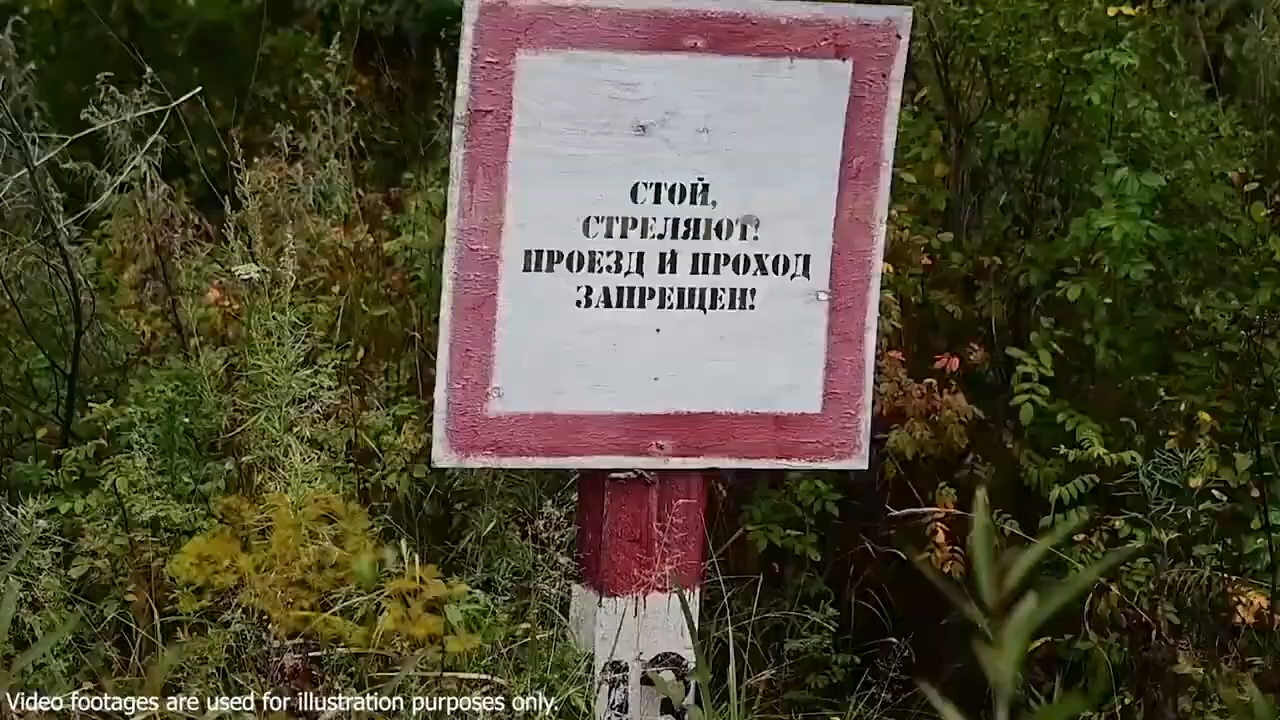 СТОЙ,
СТРЕЛЯЮТ!
ПРОЕЗД И ПРОХОД
ЗАПРЕЩЕН!
Video footages are used for illustration purposes only.